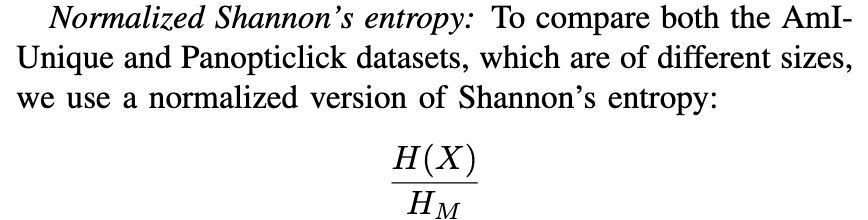 Normalized Shannon's entropy: To compare both the AmI-
Unique and Panopticlick datasets, which are of different sizes,
we use a normalized version of Shannon's entropy:
H(X)
H_M